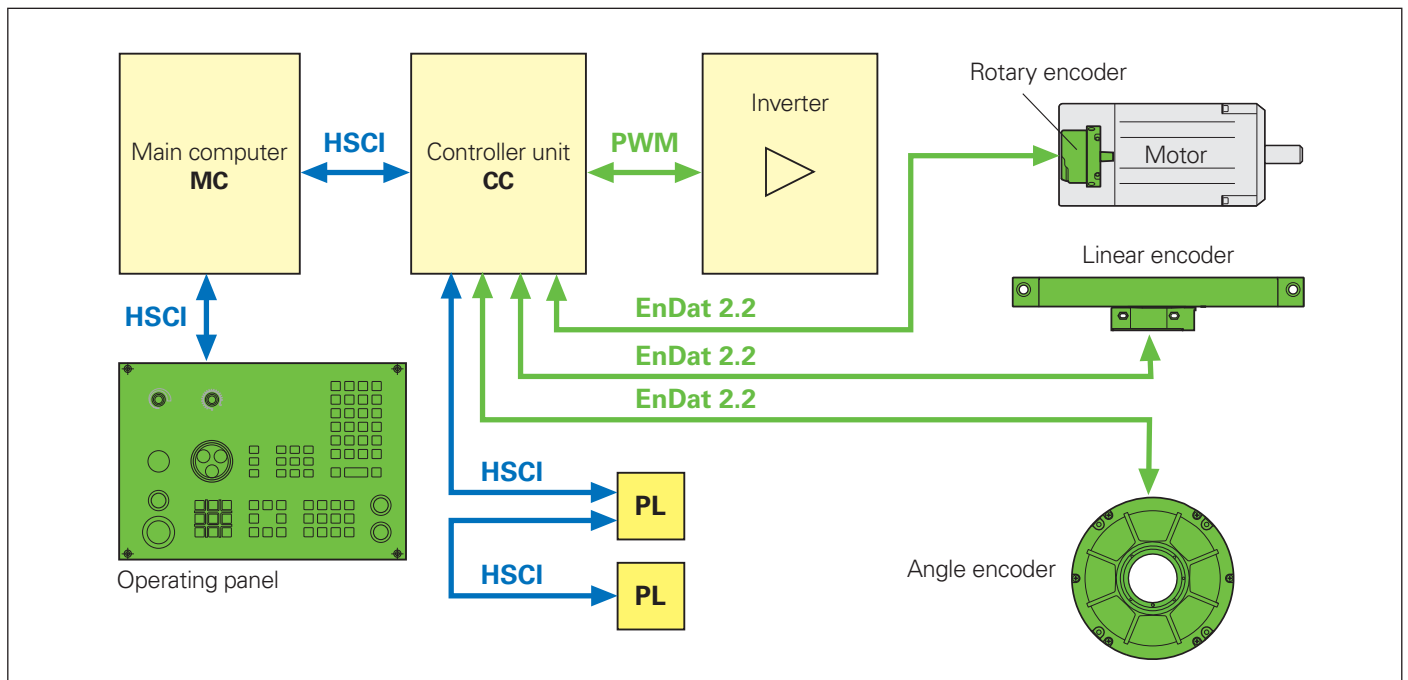 Main computer
MC
HSCI
Controller unit
CC
PWM
Inverter
Rotary encoder
Motor
Linear encoder
HSCI
EnDat 2.2
EnDat 2.2
EnDat 2.2
Operating panel
HSCI
PL
HSCI
PL
Angle encoder